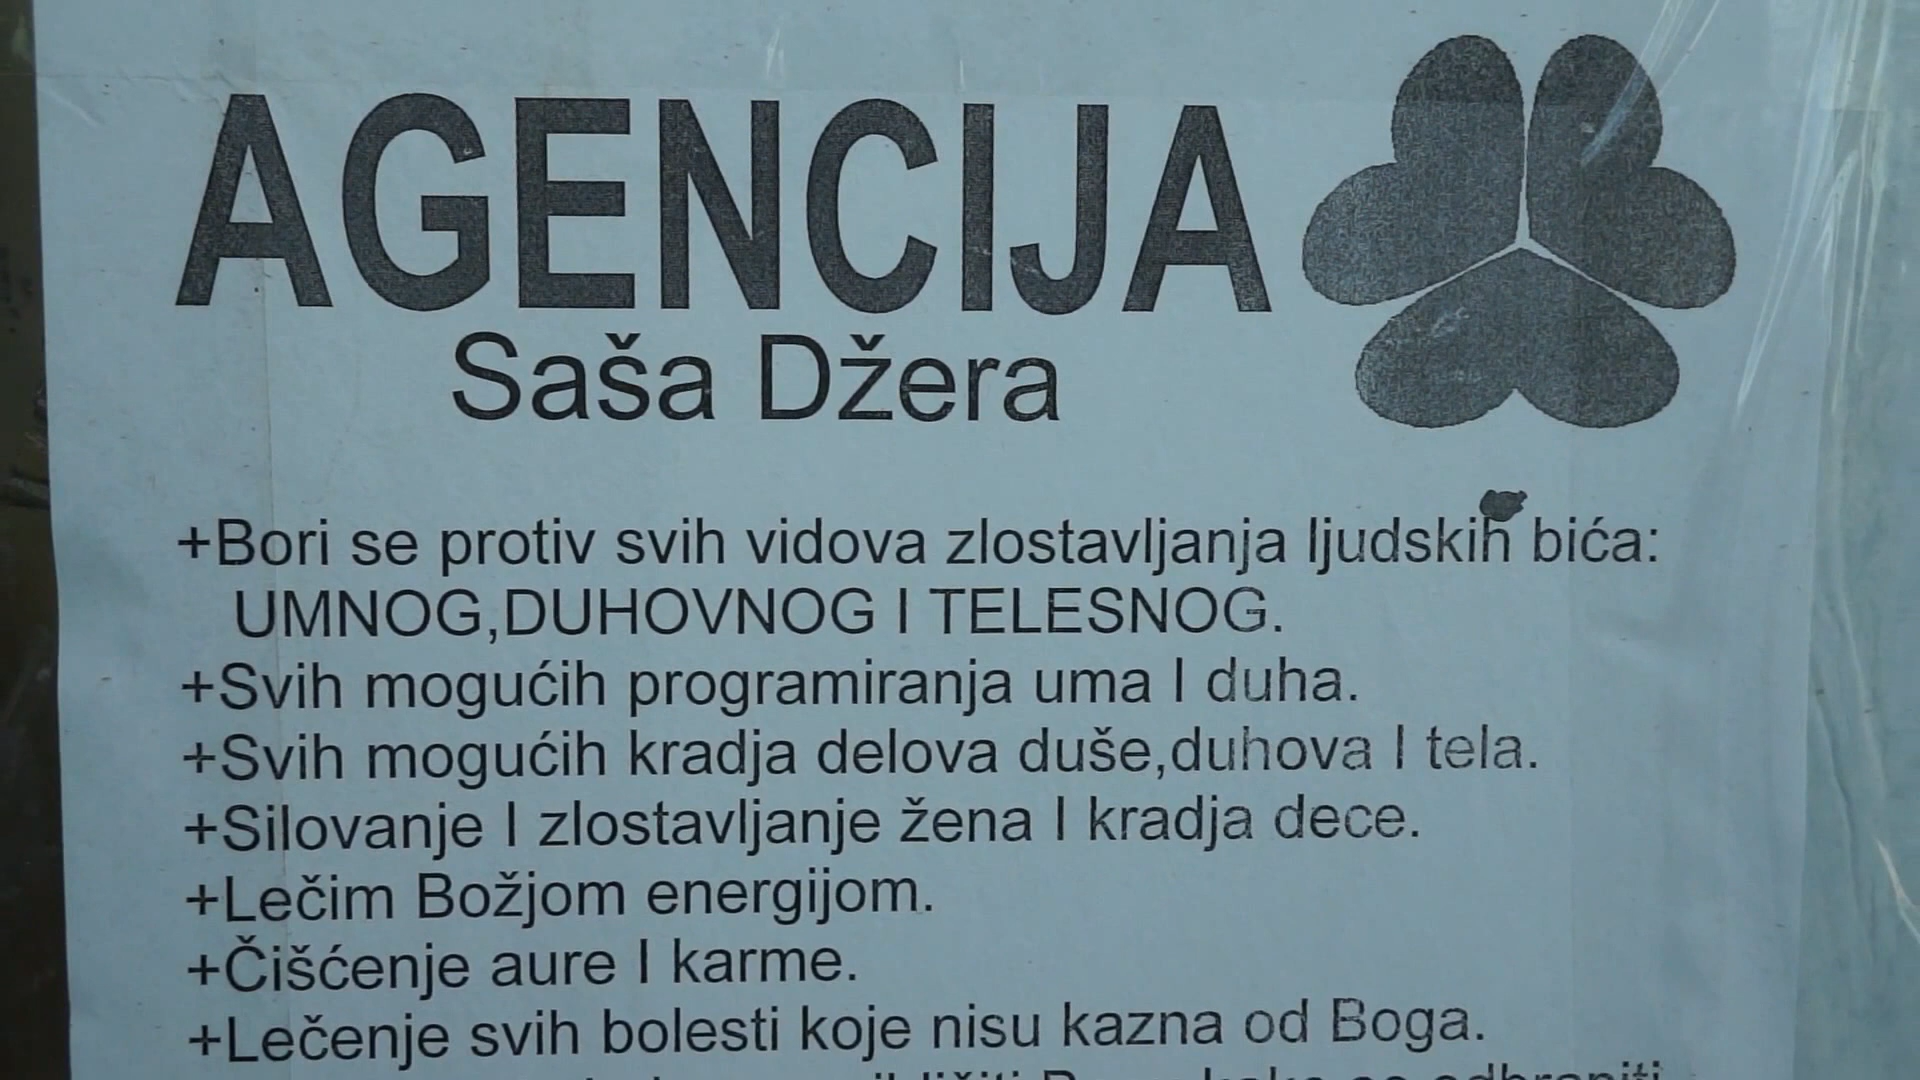 AGENCIJA
Saša Džera
+Bori se protiv svih vidova zlostavljanja ljudskih bića:
UMNOG,DUHOVNOG I TELESNOG.
+Svih mogućih programiranja uma I duha.
+Svih mogućih kradja delova duše,duhova I tela.
+Silovanje I zlostavljanje žena I kradja dece.
+Lečim Božjom energijom.
+Čišćenje aure I karme.
+Lečenje svih bolesti koje nisu kazna od Boga.